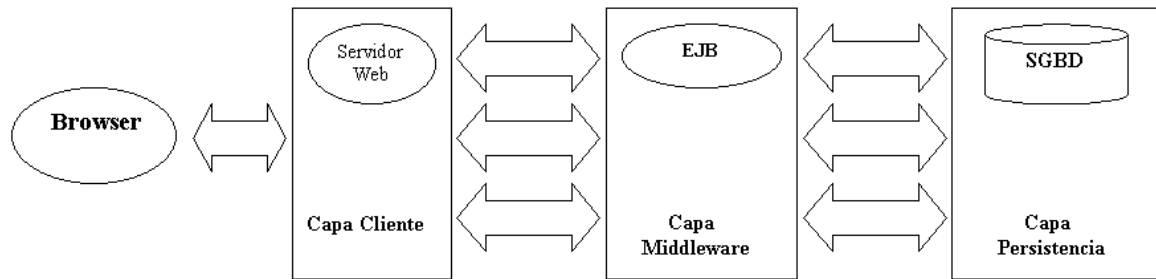 Browser
Servidor
Web
Capa Cliente
EJB
Capa
Middleware
SGBD
Capa
Persistencia